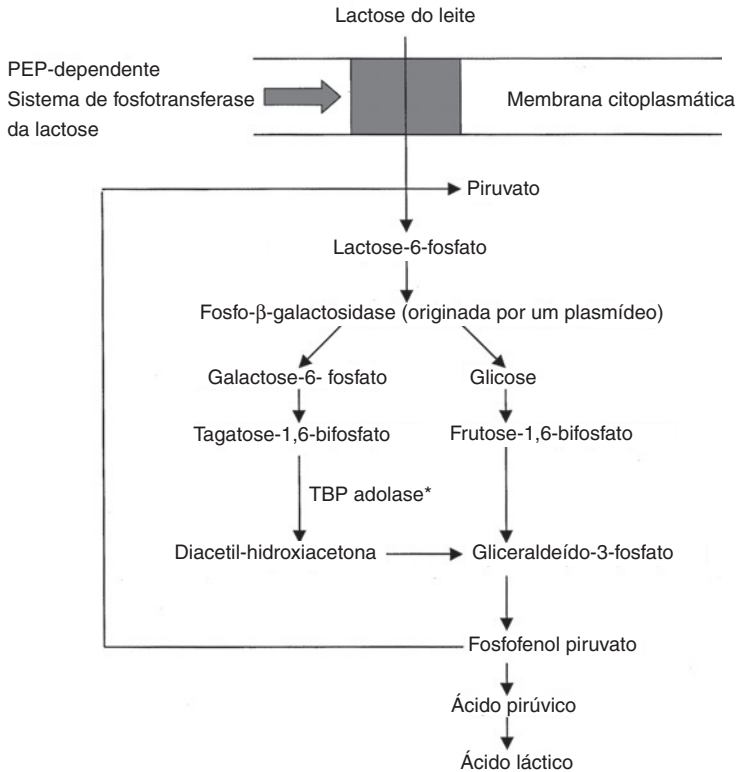 Lactose do leite
PEP-dependente
Sistema de fosfotransferase
da lactose
Membrana citoplasmática
Piruvato
Lactose-6-fosfato
Fosfo-β-galactosidase (originada por um plasmídeo)
Galactose-6- fosfato
Glicose
Tagatose-1,6-bifosfato
Frutose-1,6-bifosfato
TBP adolase*
Diacetil-hidroxiacetona
Gliceraldeído-3-fosfato
Fosfofenol piruvato
Ácido pirúvico
Ácido láctico